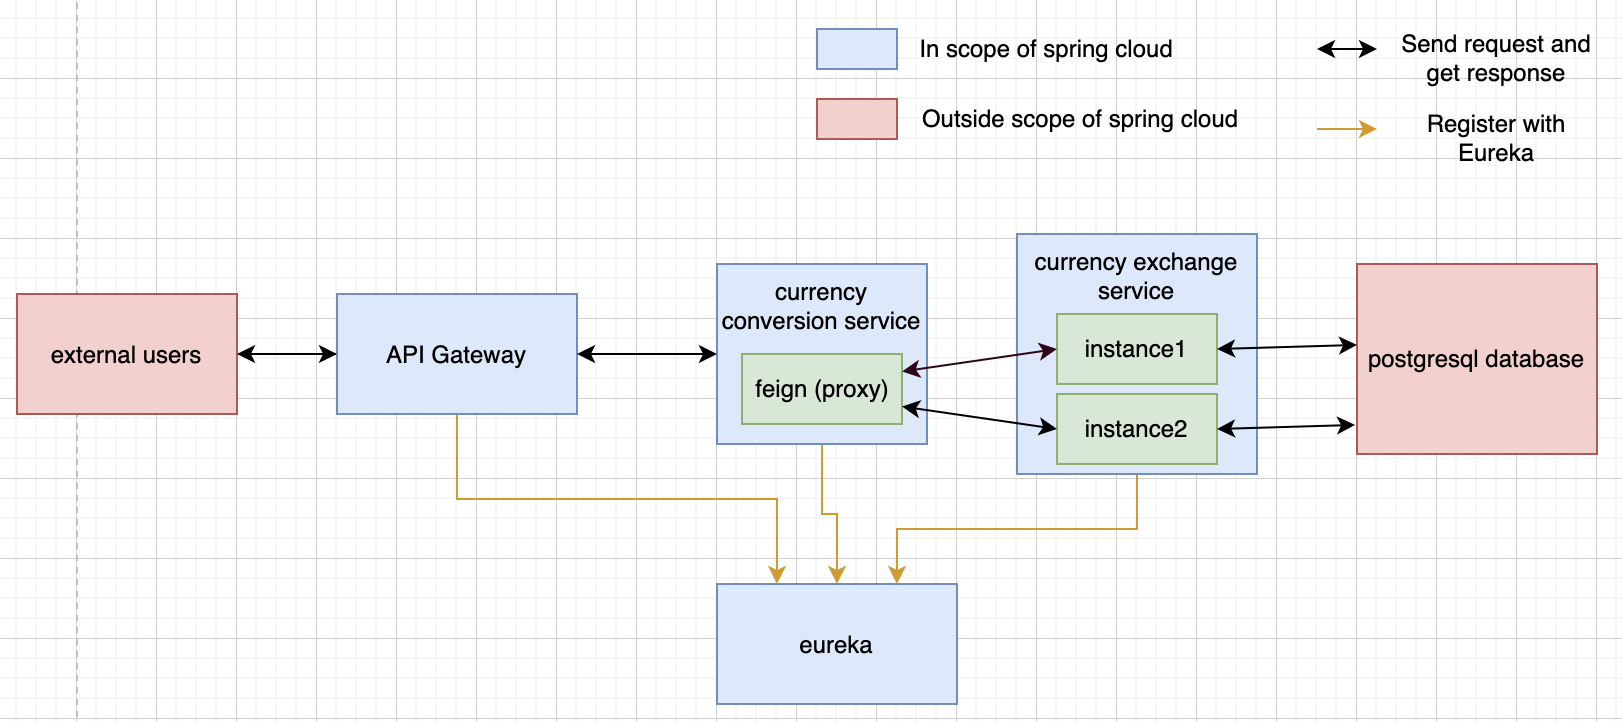 In scope of spring cloud
Send request and
get response
Outside scope of spring cloud
Register with
Eureka
external users
API Gateway
currency
conversion service
feign (proxy)
currency exchange
service
instance1
instance2
postgresql database
eureka